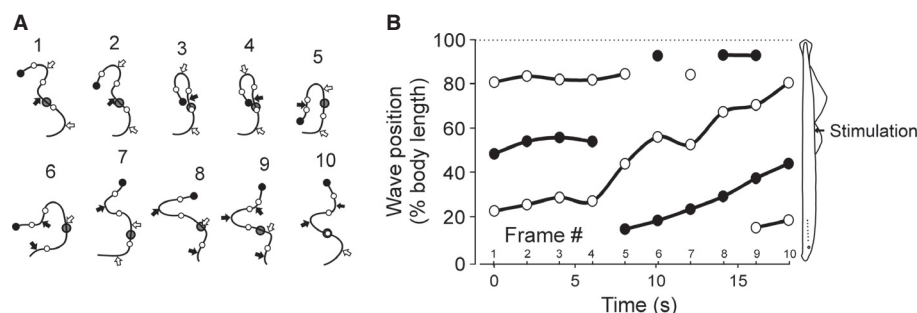 A
1 2 3 4 5
6 7 8 9 10
B
Wave position
(% body length)
100
80
60
40
20
0
Frame #
1 2 3 4 5 6 7 8 9 10
0 5 10 15
Time (s)
Stimulation